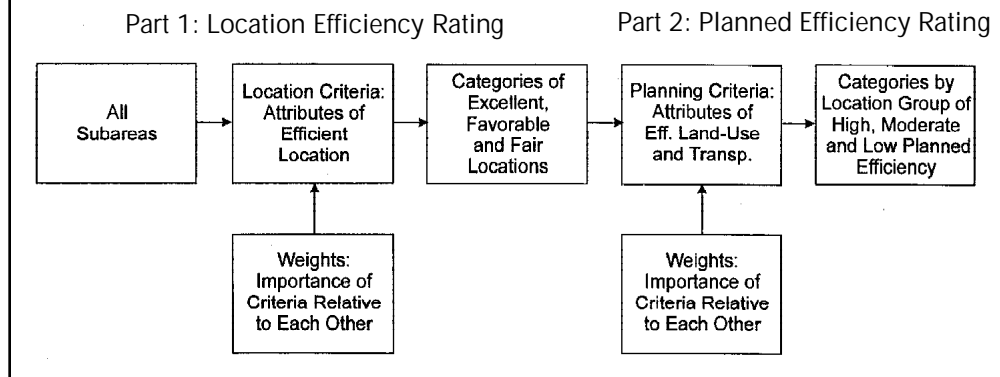 Part 1: Location Efficiency Rating
Part 2: Planned Efficiency Rating
All
Subareas
Location Criteria:
Attributes of
Efficient
Location
Categories of
Excellent,
Favorable
and Fair
Locations
Planning Criteria:
Attributes of
Eff. Land-Use
and Transp.
Categories by
Location Group of
High, Moderate
and Low Planned
Efficiency
Weights:
Importance of
Criteria Relative
to Each Other
Weights:
Importance of
Criteria Relative
to Each Other